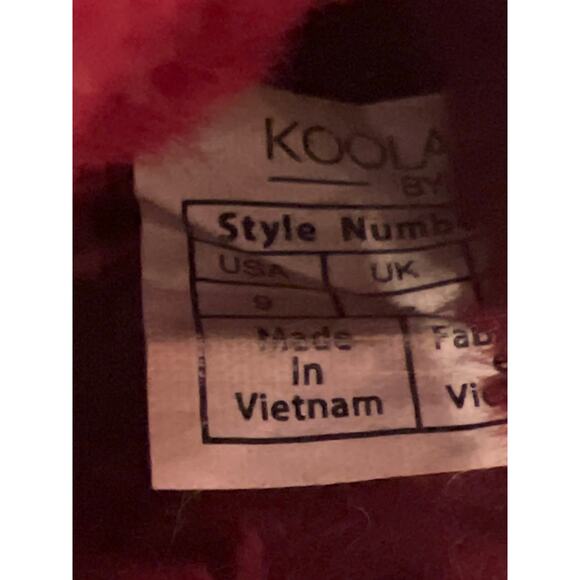 KOOLA
BY
Style Numb
USA UK
9
Made Fab
In
Vietnam Vi